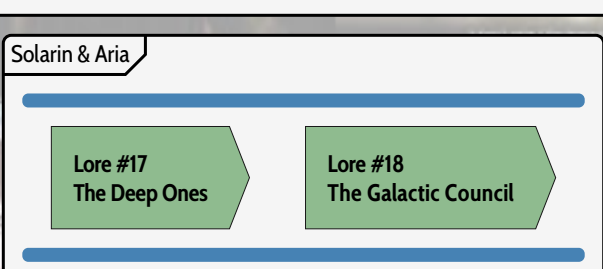 Solarin & Aria
Lore #17
The Deep Ones
Lore #18
The Galactic Council